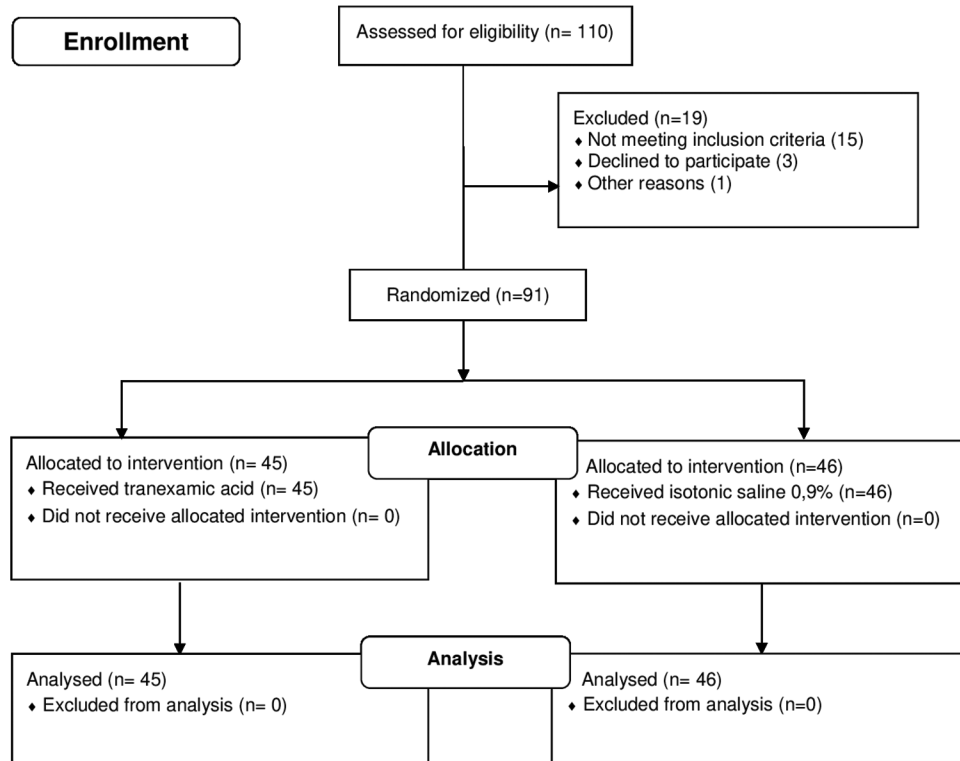 Enrollment
Assessed for eligibility (n= 110)
Excluded (n=19)
♦ Not meeting inclusion criteria (15)
♦ Declined to participate (3)
♦ Other reasons (1)
Randomized (n=91)
Allocation
Allocated to intervention (n= 45)
♦ Received tranexamic acid (n= 45)
♦ Did not receive allocated intervention (n= 0)
Allocated to intervention (n=46)
♦ Received isotonic saline 0,9% (n=46)
♦ Did not receive allocated intervention (n=0)
Analysis
Analysed (n= 45)
♦ Excluded from analysis (n= 0)
Analysed (n= 46)
♦ Excluded from analysis (n=0)